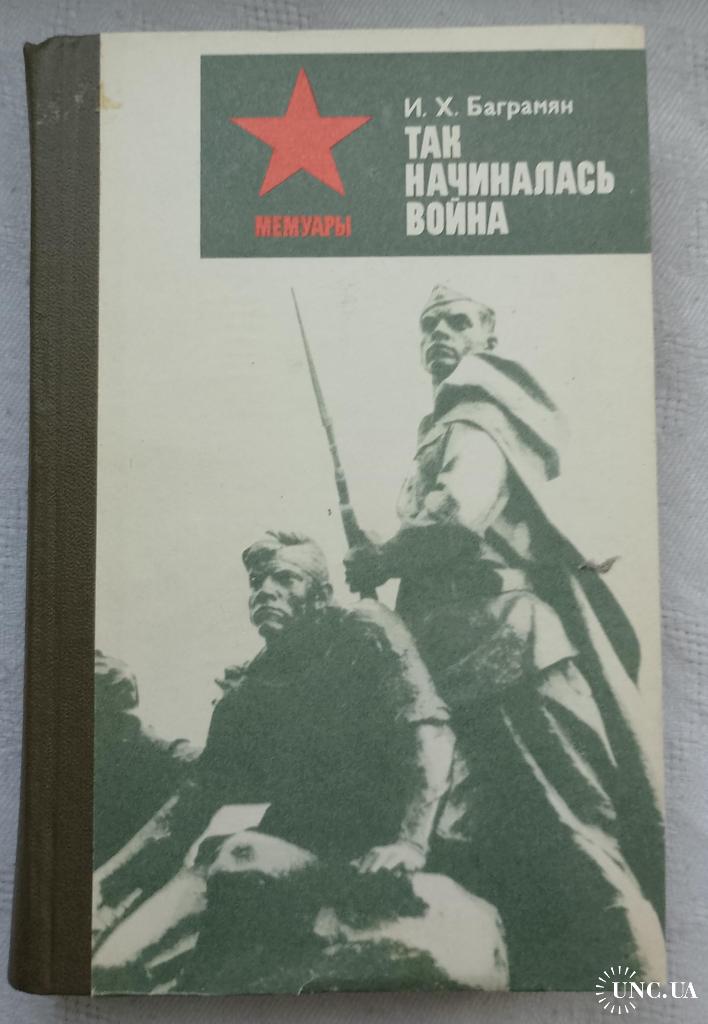 И. Х. Баграмян
ТАК
НАЧИНАЛАСЬ
ВОЙНА
МЕМУАРЫ
UNC.UA